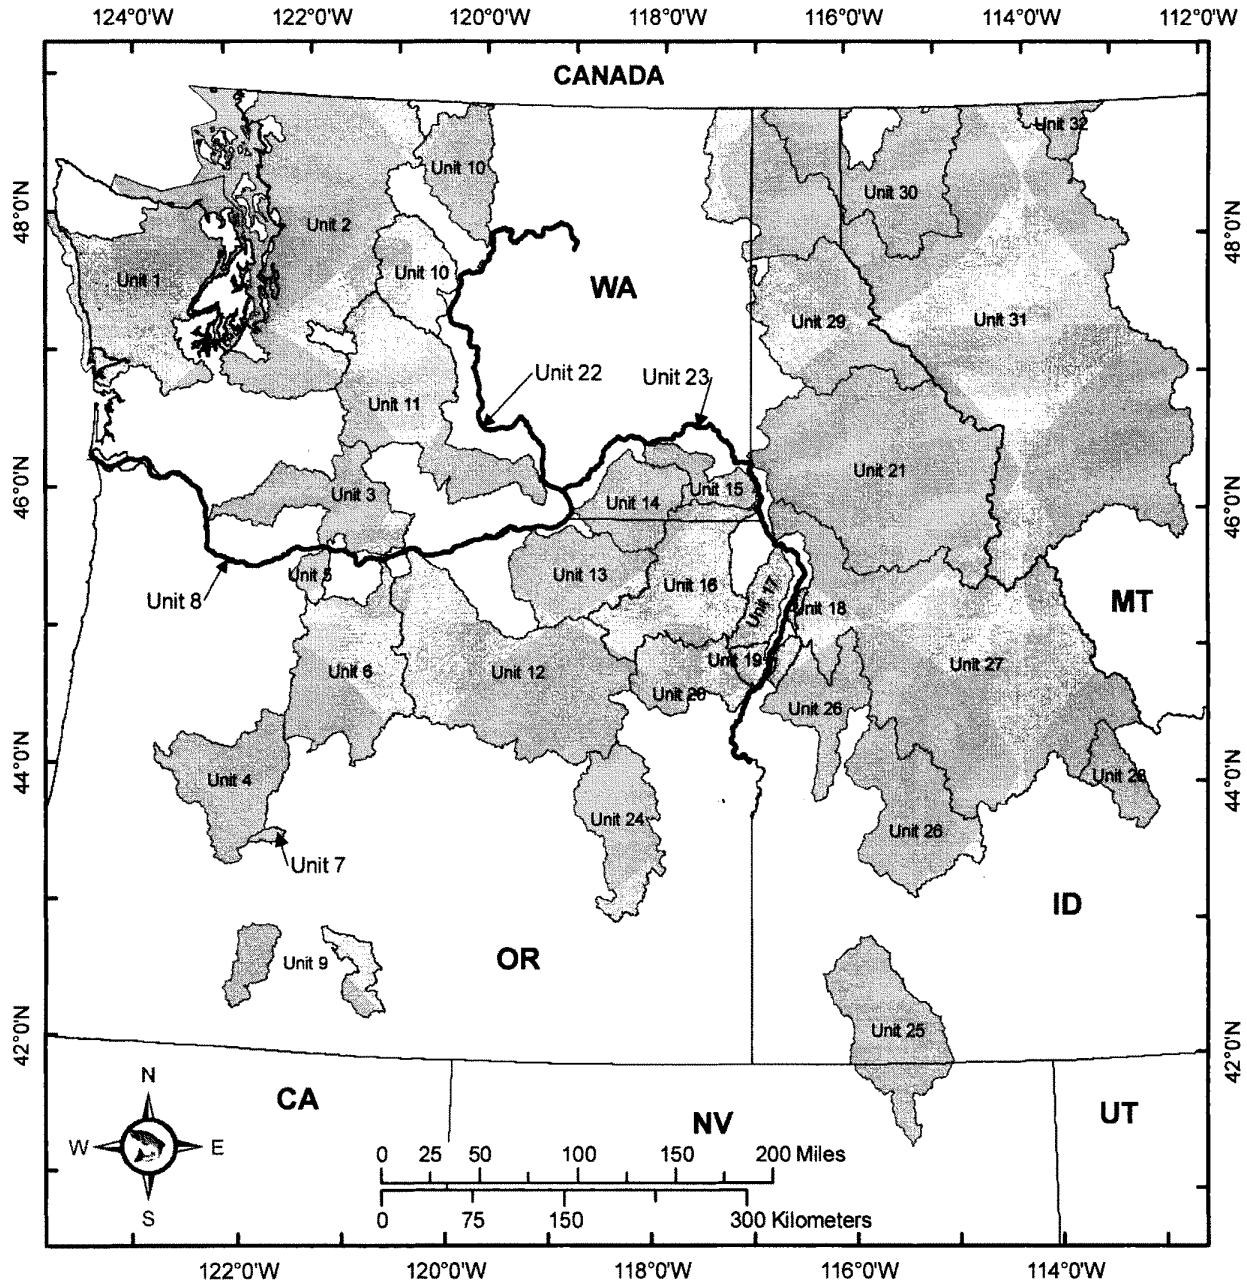 124°0'W 122°0'W 120°0'W 118°0'W 116°0'W 114°0'W 112°0'W
CANADA
Unit 32
Unit 10
Unit 30
48°0'N
Unit 2
48°0'N
Unit 1
Unit 10
WA
Unit 29
Unit 31
Unit 22
Unit 23
Unit 11
46°0'N
Unit 3
Unit 14
Unit 15
Unit 21
46°0'N
Unit 5
Unit 13
Unit 16
Unit 17
Unit 8
Unit 18
MT
Unit 6
Unit 12
Unit 19
Unit 27
Unit 20
Unit 26
44°0'N
Unit 4
Unit 28
44°0'N
Unit 24
Unit 26
Unit 7
ID
OR
Unit 9
42°0'N
Unit 25
42°0'N
N
CA
UT
NV
W E
0 25 50 100 150 200 Miles
S
0 75 150 300 Kilometers
122°0'W 120°0'W 118°0'W 116°0'W 114°0'W